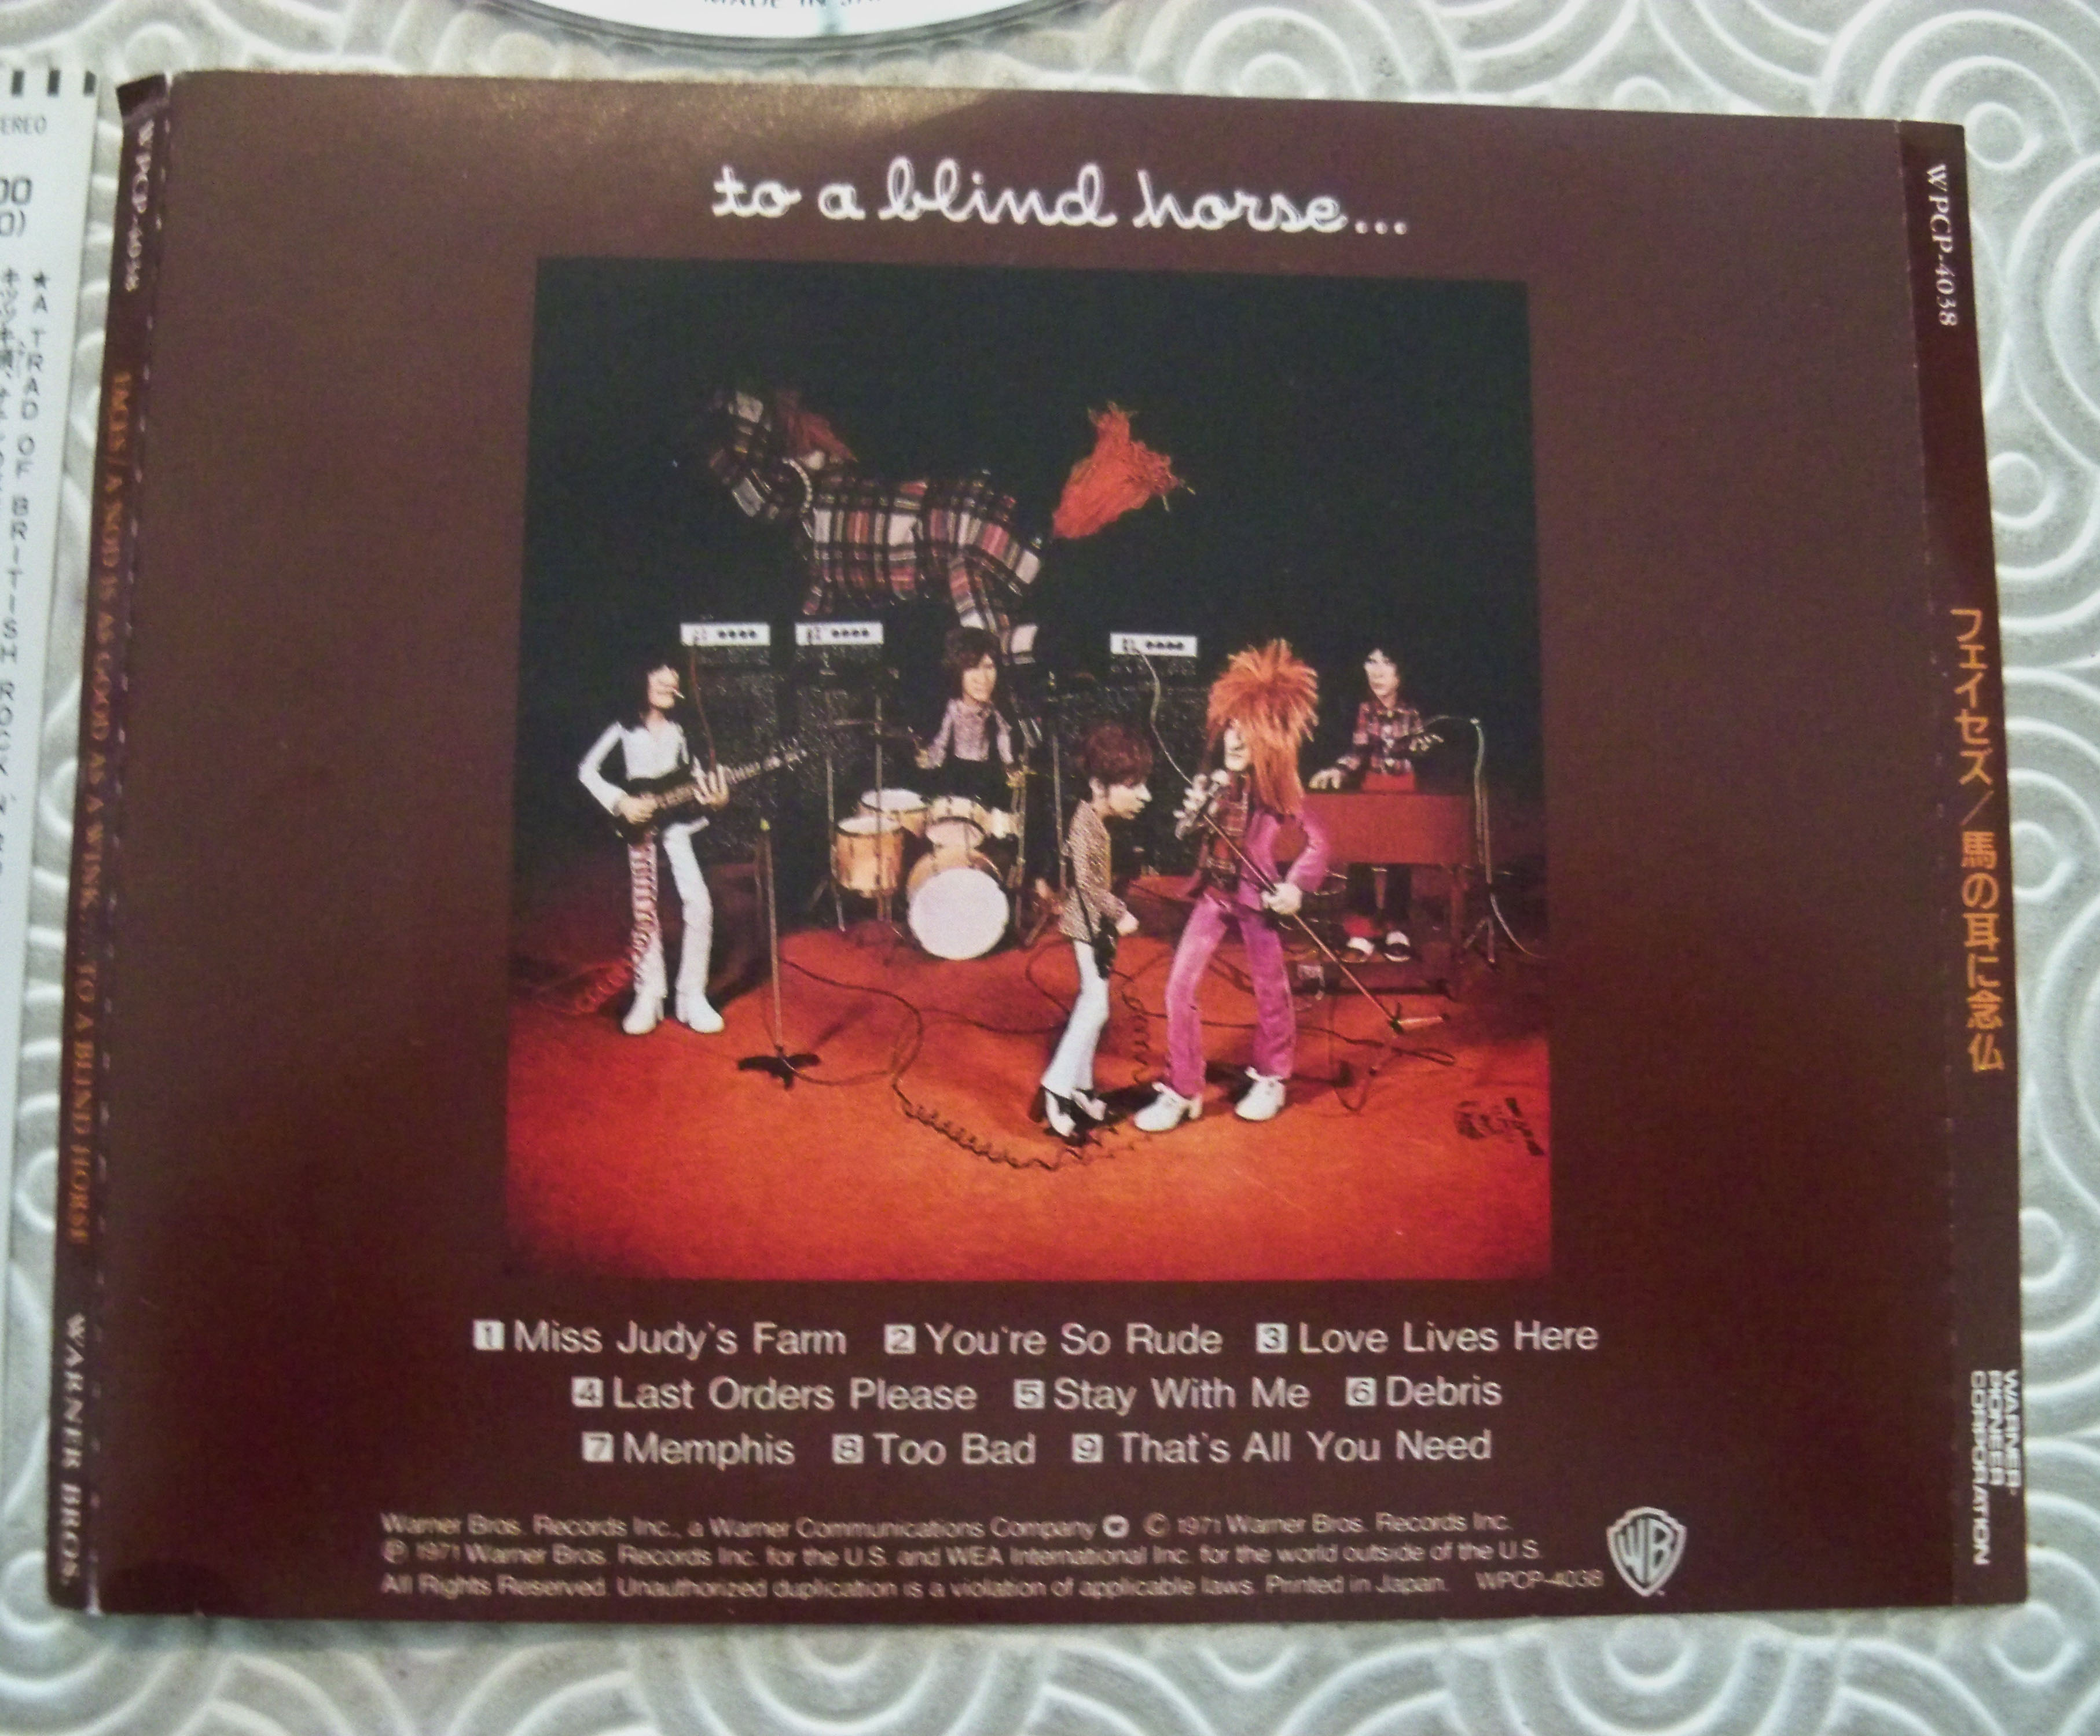 MADE IN
EREO
00
0)
★A TRAD OF BRITISH ROCK 'N'
WPCP-4038
FACES/A NOD IS AS GOOD AS A WINK.....TO A BLIND HORSE
WARNER BROS.
to a blind horse...
1 Miss Judy's Farm 2 You're So Rude 3 Love Lives Here
4 Last Orders Please 5 Stay With Me 6 Debris
7 Memphis 8 Too Bad 9 That's All You Need
Warner Bros. Records Inc., a Warner Communications Company © 1971 Warner Bros. Records Inc.
℗ 1971 Warner Bros. Records Inc. for the U.S. and WEA International Inc. for the world outside of the U.S.
All Rights Reserved. Unauthorized duplication is a violation of applicable laws. Printed in Japan. WPCP-4038
WB
WPCP-4038
フェイセズ/馬の耳に念仏
WARNER-
PIONEER
CORPORATION